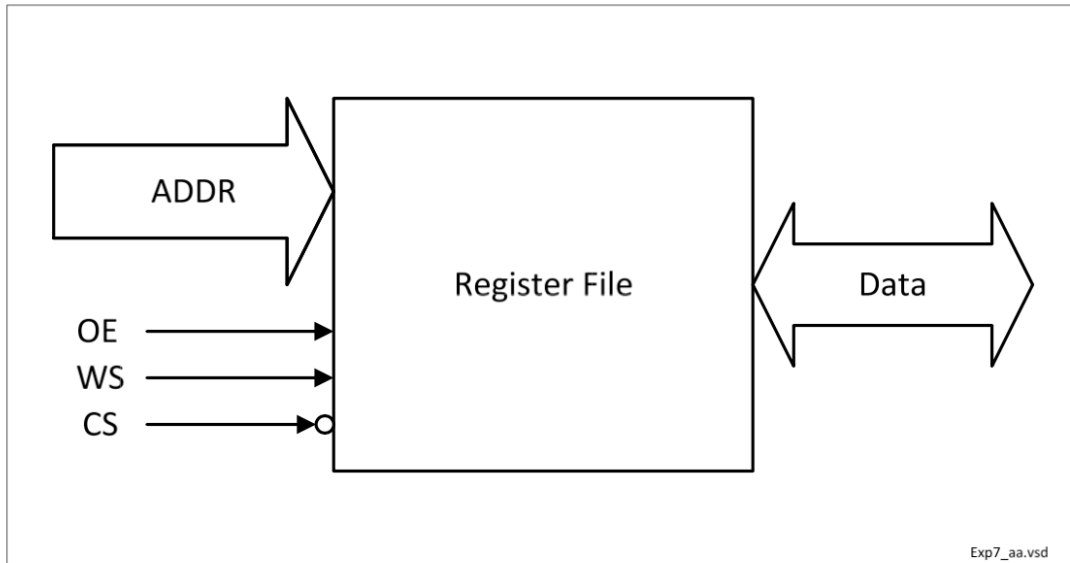 ADDR
Register File
Data
OE
WS
CS
Exp7_aa.vsd